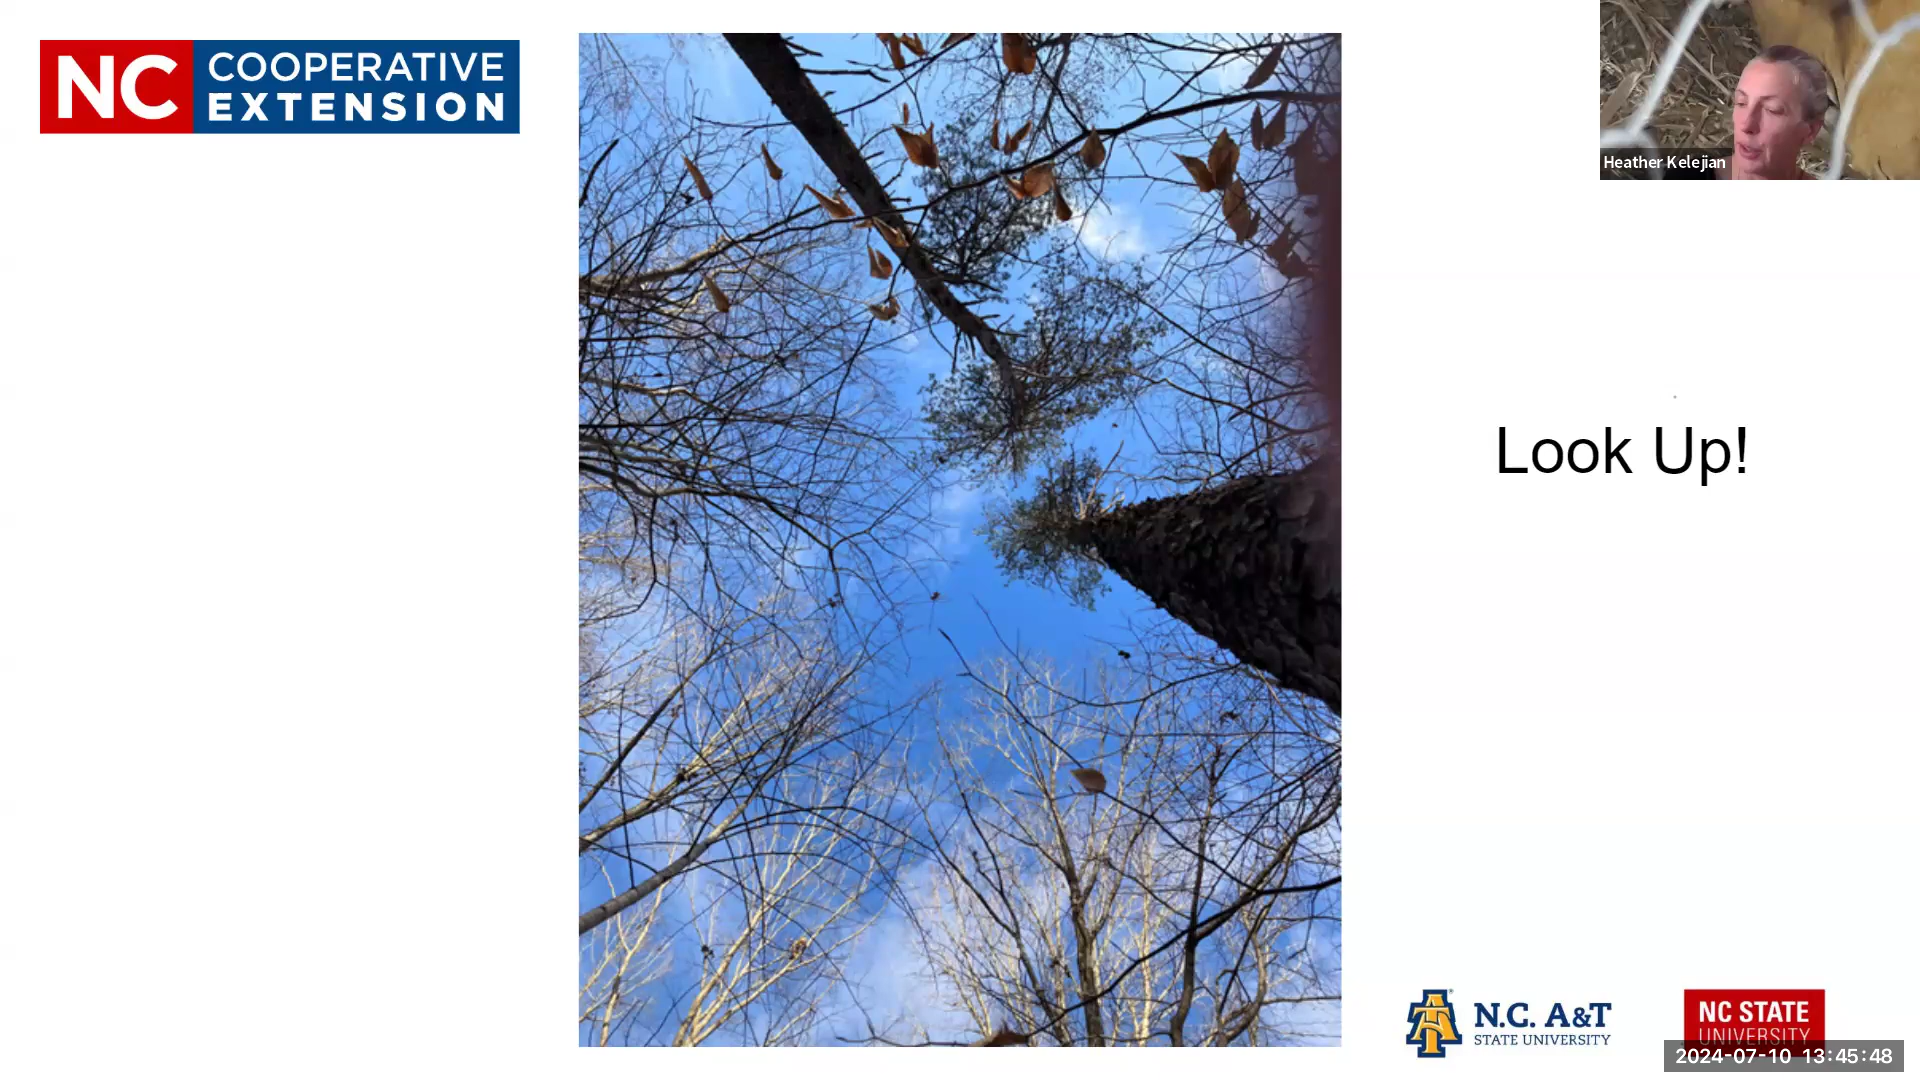 NC COOPERATIVE
EXTENSION
Heather Kelejian
Look Up!
N.C. A&T
STATE UNIVERSITY
NC STATE
UNIVERSITY
2024-07-10 13:45:48